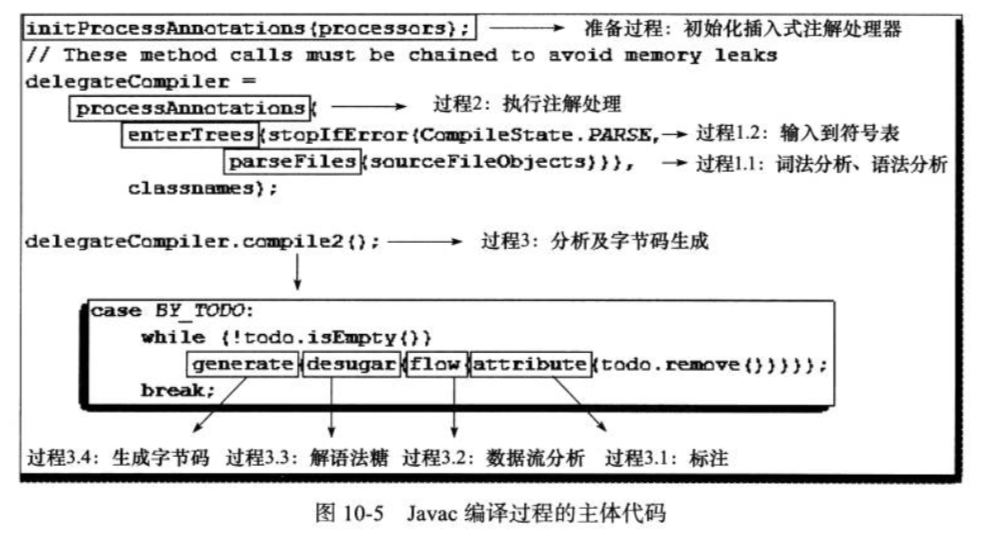 initProcessAnnotations(processors); 准备过程：初始化插入式注解处理器
// These method calls must be chained to avoid memory leaks
delegateCompiler =
processAnnotations( 过程2：执行注解处理
enterTrees(stopIfError(CompileState.PARSE, 过程1.2：输入到符号表
parseFiles(sourceFileObjects))), 过程1.1：词法分析、语法分析
classnames);
delegateCompiler.compile2(); 过程3：分析及字节码生成
case BY_TODO:
while (!todo.isEmpty())
generate(desugar(flow(attribute(todo.remove()))));
break;
过程3.4：生成字节码 过程3.3：解语法糖 过程3.2：数据流分析 过程3.1：标注
图 10-5 Javac 编译过程的主体代码